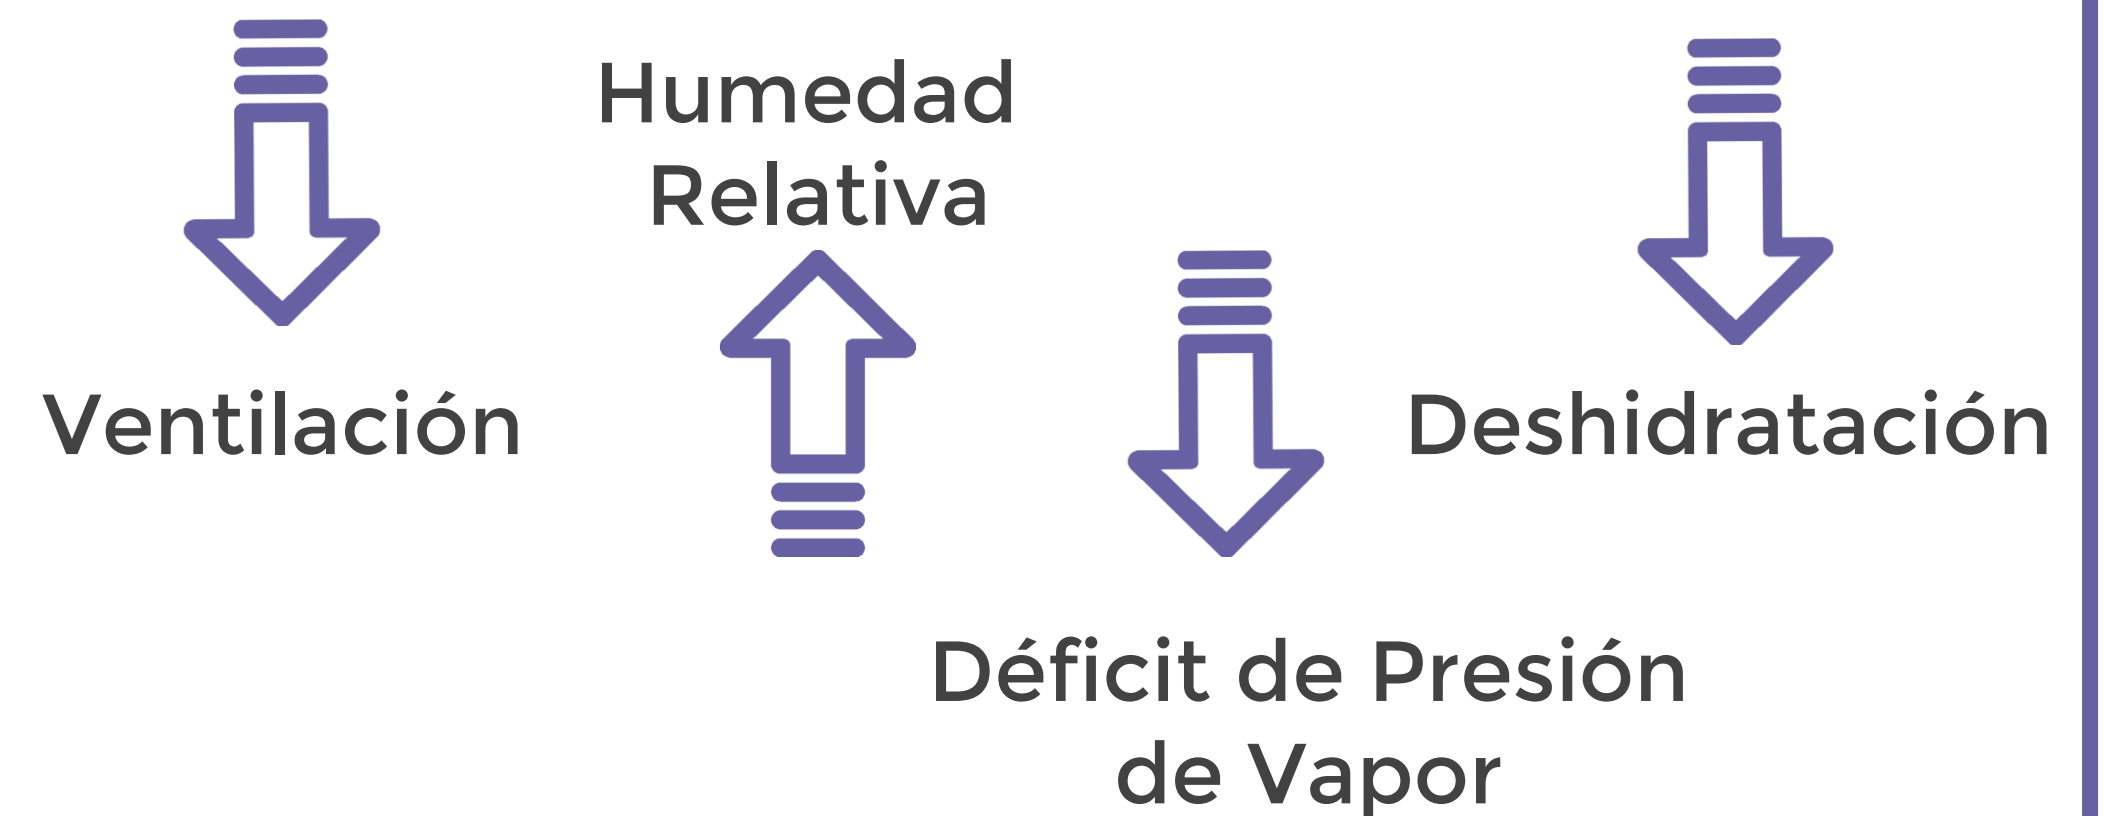 Humedad
Relativa
Ventilación
Deshidratación
Déficit de Presión
de Vapor